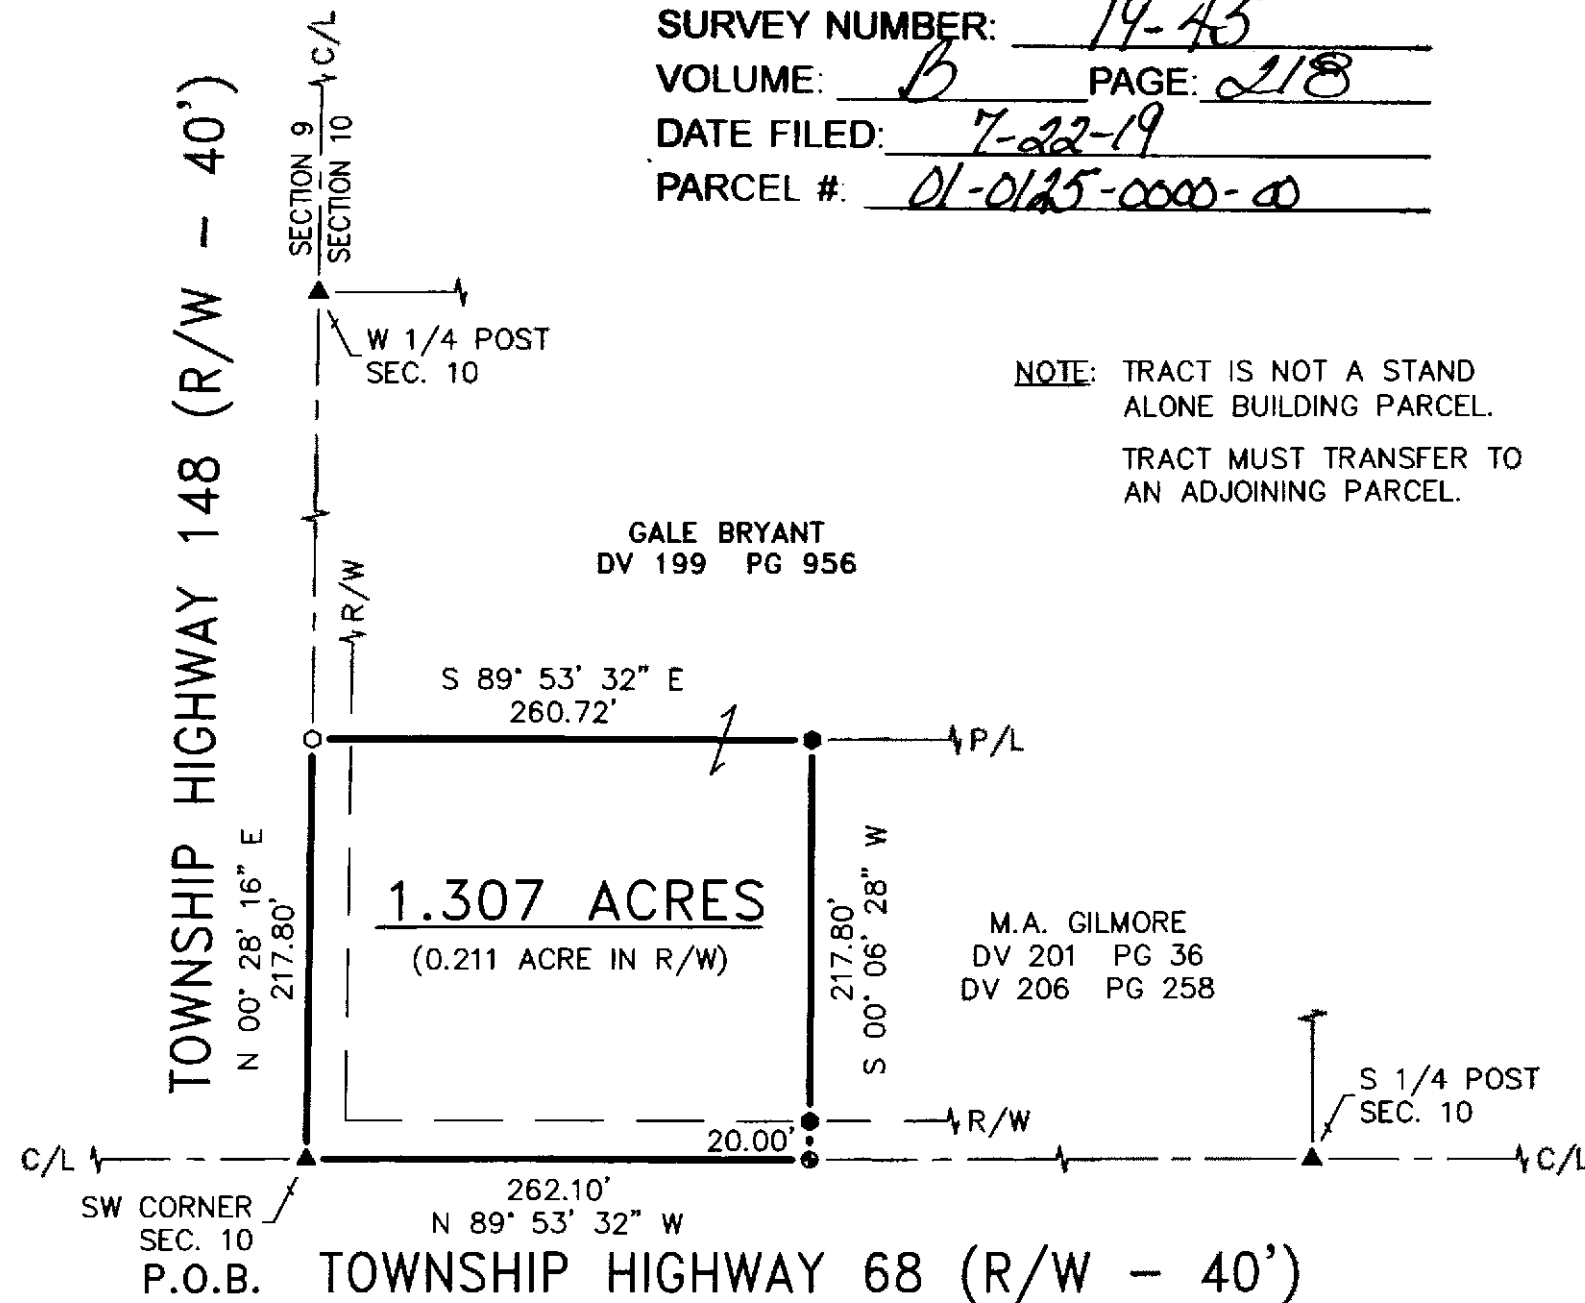 SURVEY NUMBER: 19-45
VOLUME: B PAGE: 218
DATE FILED: 7-22-19
PARCEL #: 01-0125-0000-00
C/L
SECTION 9
SECTION 10
TOWNSHIP HIGHWAY 148 (R/W - 40')
W 1/4 POST
SEC. 10
NOTE: TRACT IS NOT A STAND
ALONE BUILDING PARCEL.
TRACT MUST TRANSFER TO
AN ADJOINING PARCEL.
GALE BRYANT
DV 199 PG 956
R/W
S 89° 53' 32" E
260.72'
P/L
N 00° 28' 16" E
217.80'
1.307 ACRES
(0.211 ACRE IN R/W)
217.80'
S 00° 06' 28" W
M.A. GILMORE
DV 201 PG 36
DV 206 PG 258
S 1/4 POST
SEC. 10
R/W
20.00'
C/L
C/L
SW CORNER
SEC. 10
P.O.B.
262.10'
N 89° 53' 32" W
TOWNSHIP HIGHWAY 68 (R/W - 40')